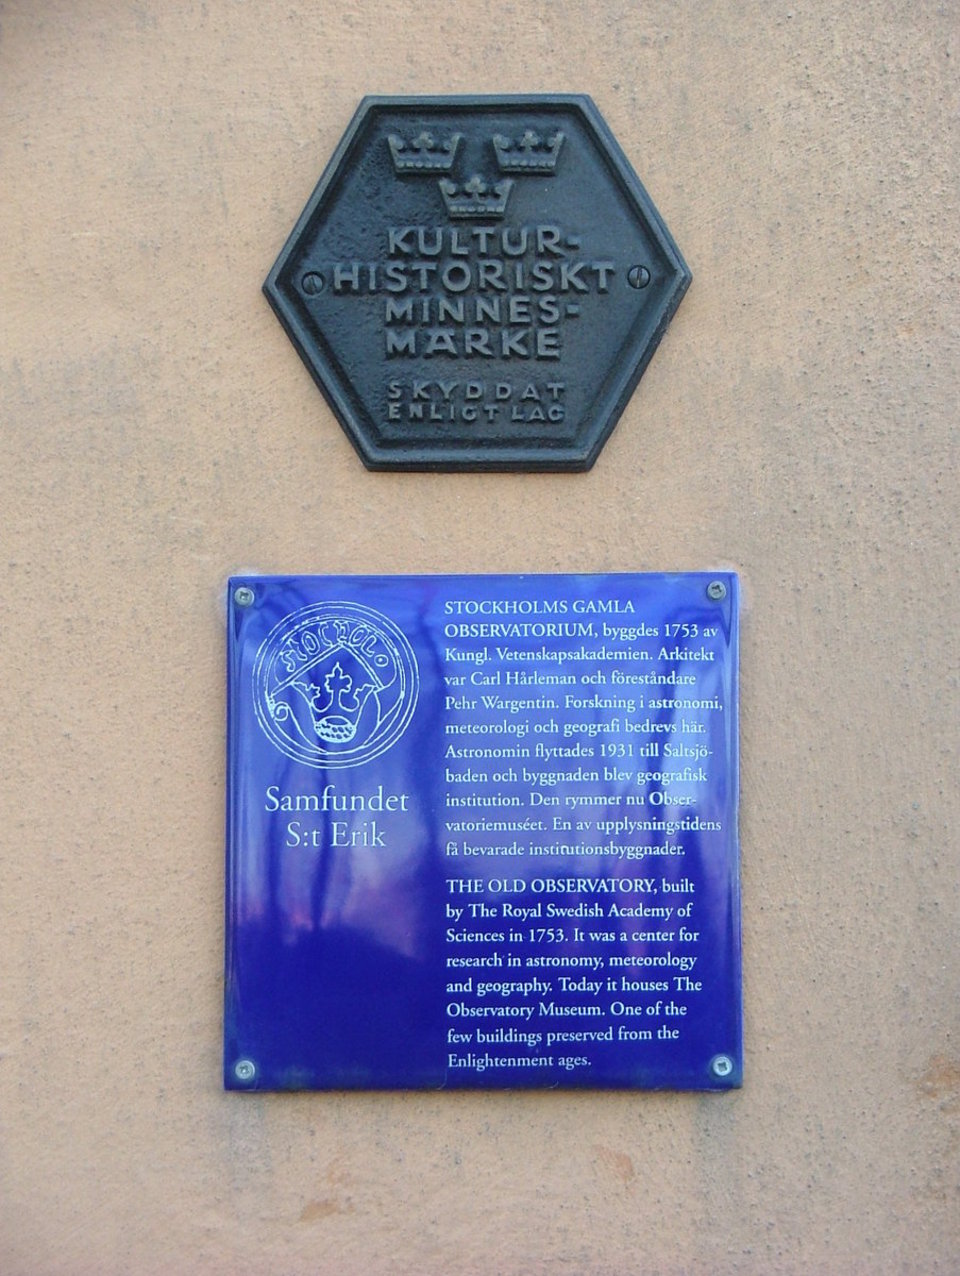 KULTUR-
HISTORISKT
MINNES-
MÄRKE
SKYDDAT
ENLIGT LAG
STOCKHOLMS GAMLA
OBSERVATORIUM, byggdes 1753 av
Kungl. Vetenskapsakademien. Arkitekt
var Carl Hårleman och föreståndare
Pehr Wargentin. Forskning i astronomi,
meteorologi och geografi bedrevs här.
Astronomin flyttades 1931 till Saltsjö-
baden och byggnaden blev geografisk
institution. Den rymmer nu Obser-
vatoriemuséet. En av upplysningstidens
få bevarade institutionsbyggnader.
THE OLD OBSERVATORY, built
by The Royal Swedish Academy of
Sciences in 1753. It was a center for
research in astronomy, meteorology
and geography. Today it houses The
Observatory Museum. One of the
few buildings preserved from the
Enlightenment ages.
Samfundet
S:t Erik